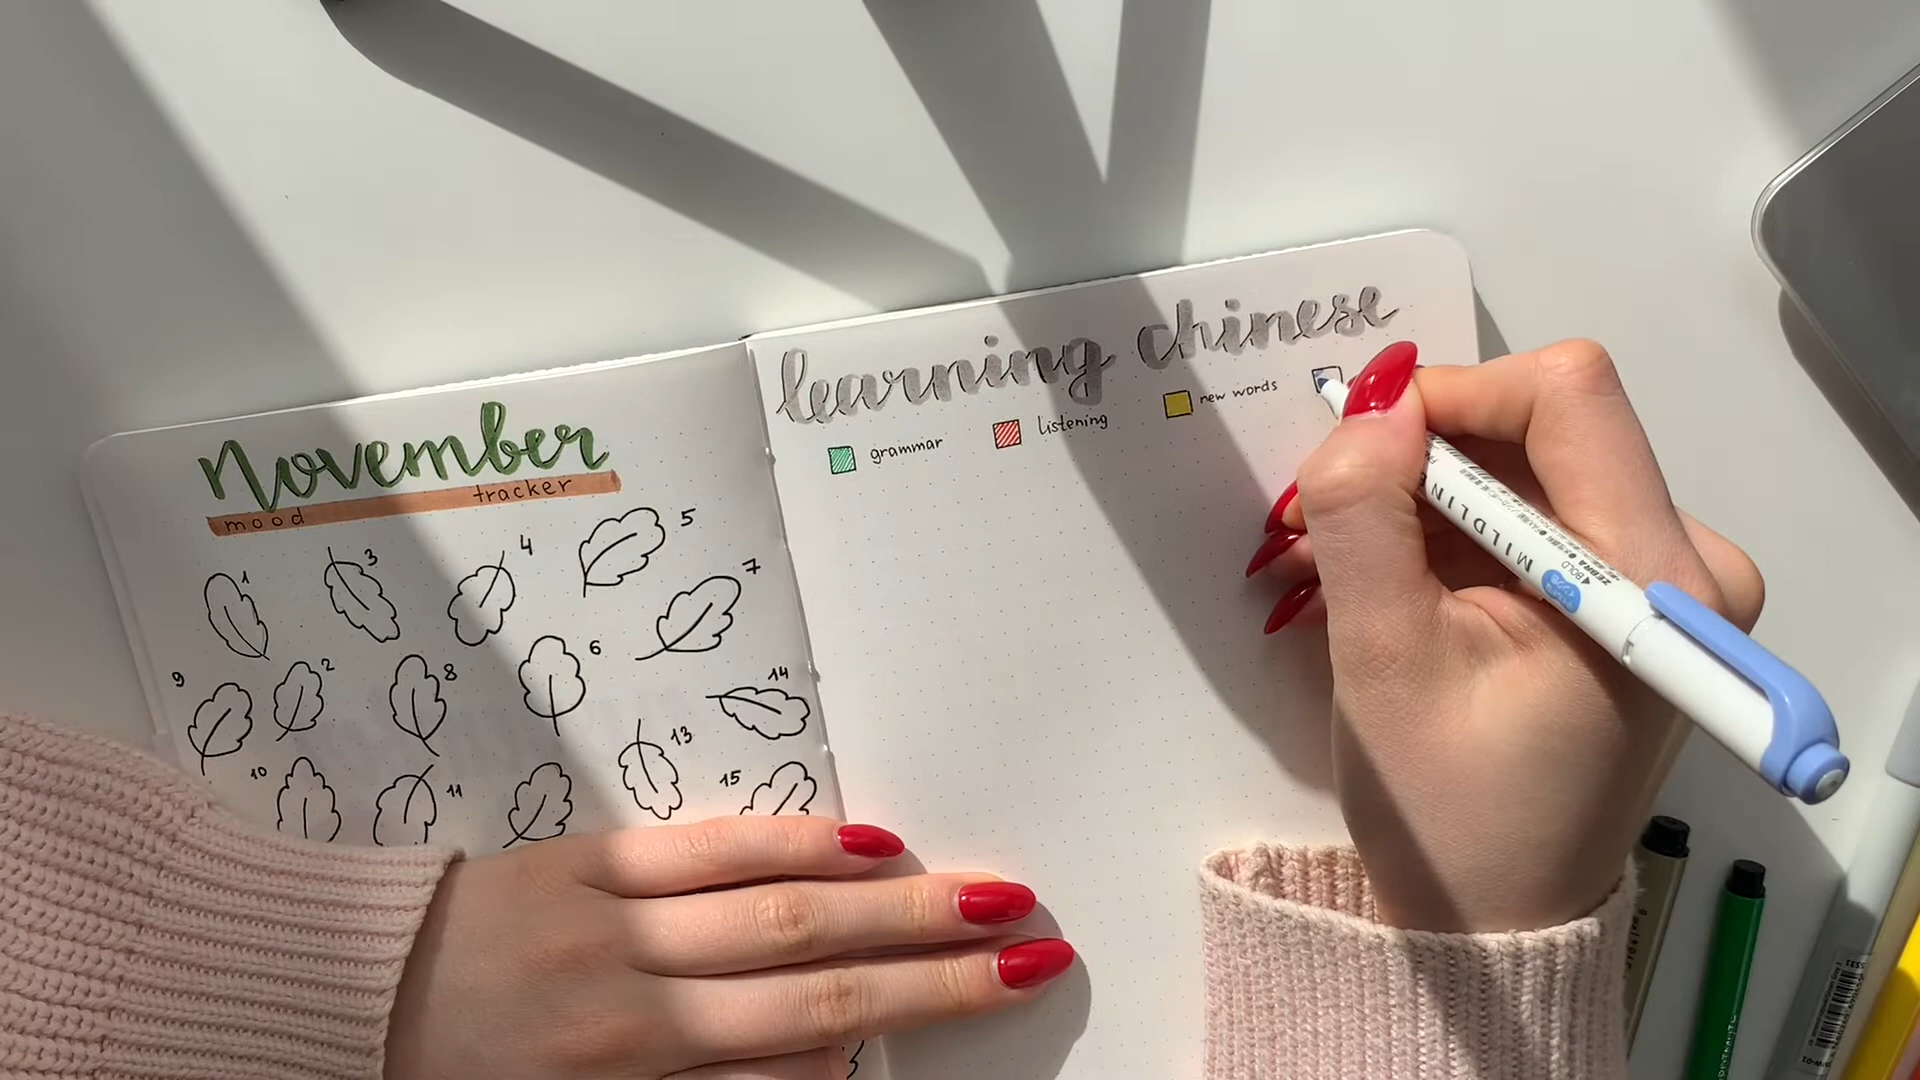 November
mood tracker
1
3
4
5
7
9
2
8
6
14
10
11
13
15
learning chinese
grammar
listening
new words
MILDLINE
ZEBRA
BOLD